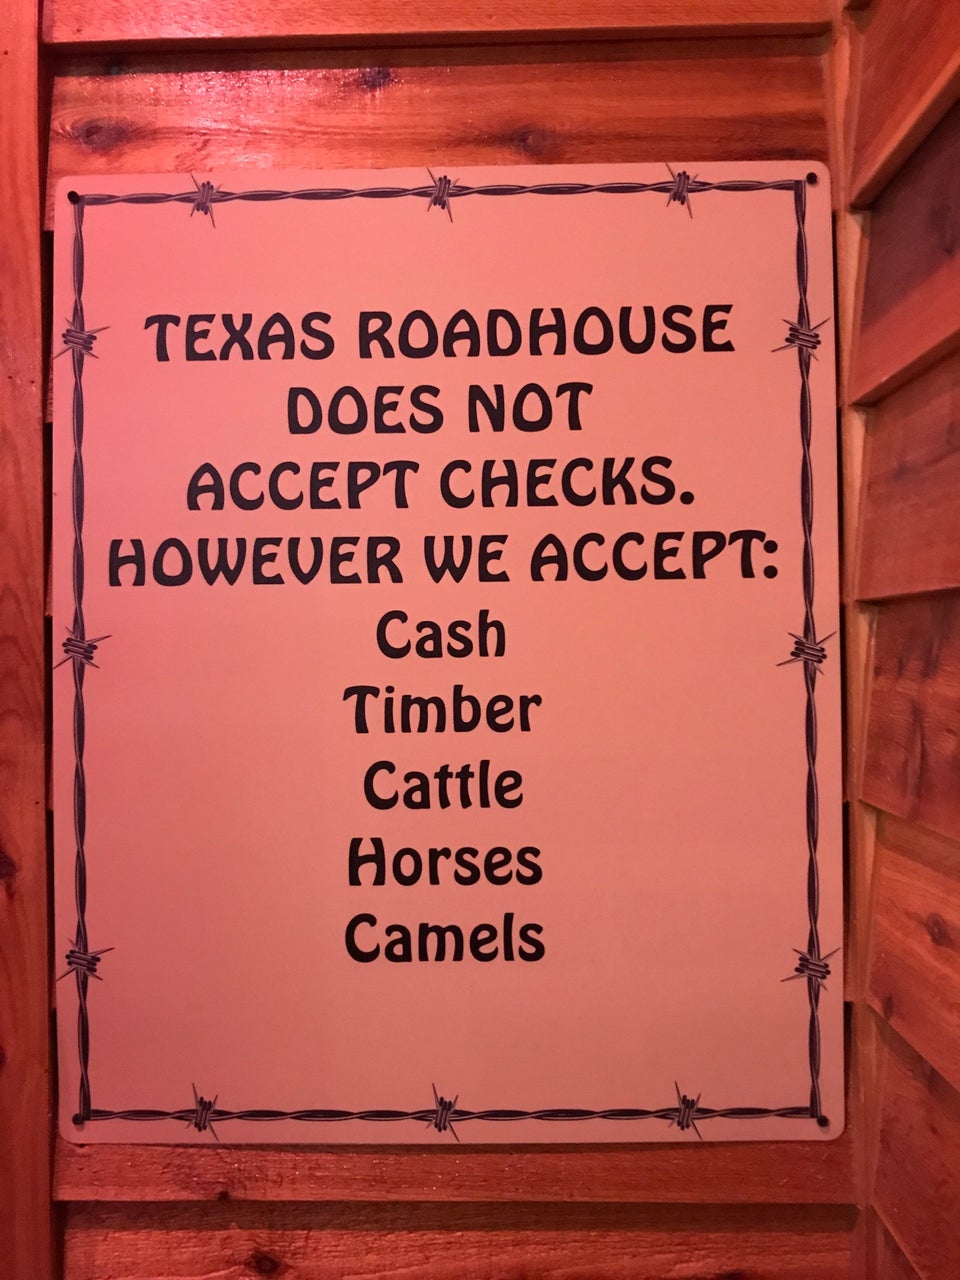 TEXAS ROADHOUSE
DOES NOT
ACCEPT CHECKS.
HOWEVER WE ACCEPT:
Cash
Timber
Cattle
Horses
Camels